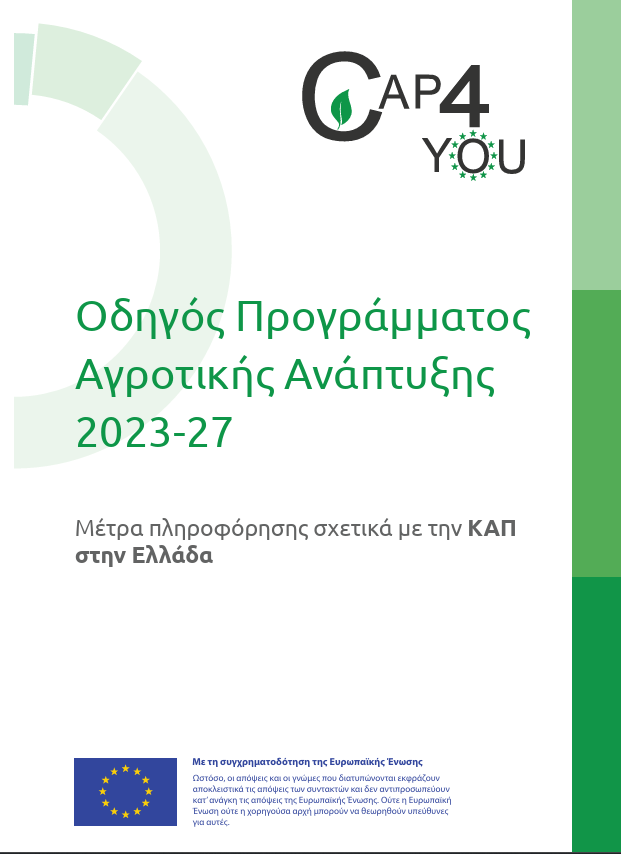 CAP4
YOU
Οδηγός Προγράμματος
Αγροτικής Ανάπτυξης
2023-27
Μέτρα πληροφόρησης σχετικά με την ΚΑΠ
στην Ελλάδα
Με τη συγχρηματοδότηση της Ευρωπαϊκής Ένωσης
Ωστόσο, οι απόψεις και οι γνώμες που διατυπώνονται εκφράζουν
αποκλειστικά τις απόψεις των συντακτών και δεν αντιπροσωπεύουν
κατ’ ανάγκη τις απόψεις της Ευρωπαϊκής Ένωσης. Ούτε η Ευρωπαϊκή
Ένωση ούτε η χορηγούσα αρχή μπορούν να θεωρηθούν υπεύθυνες
για αυτές.